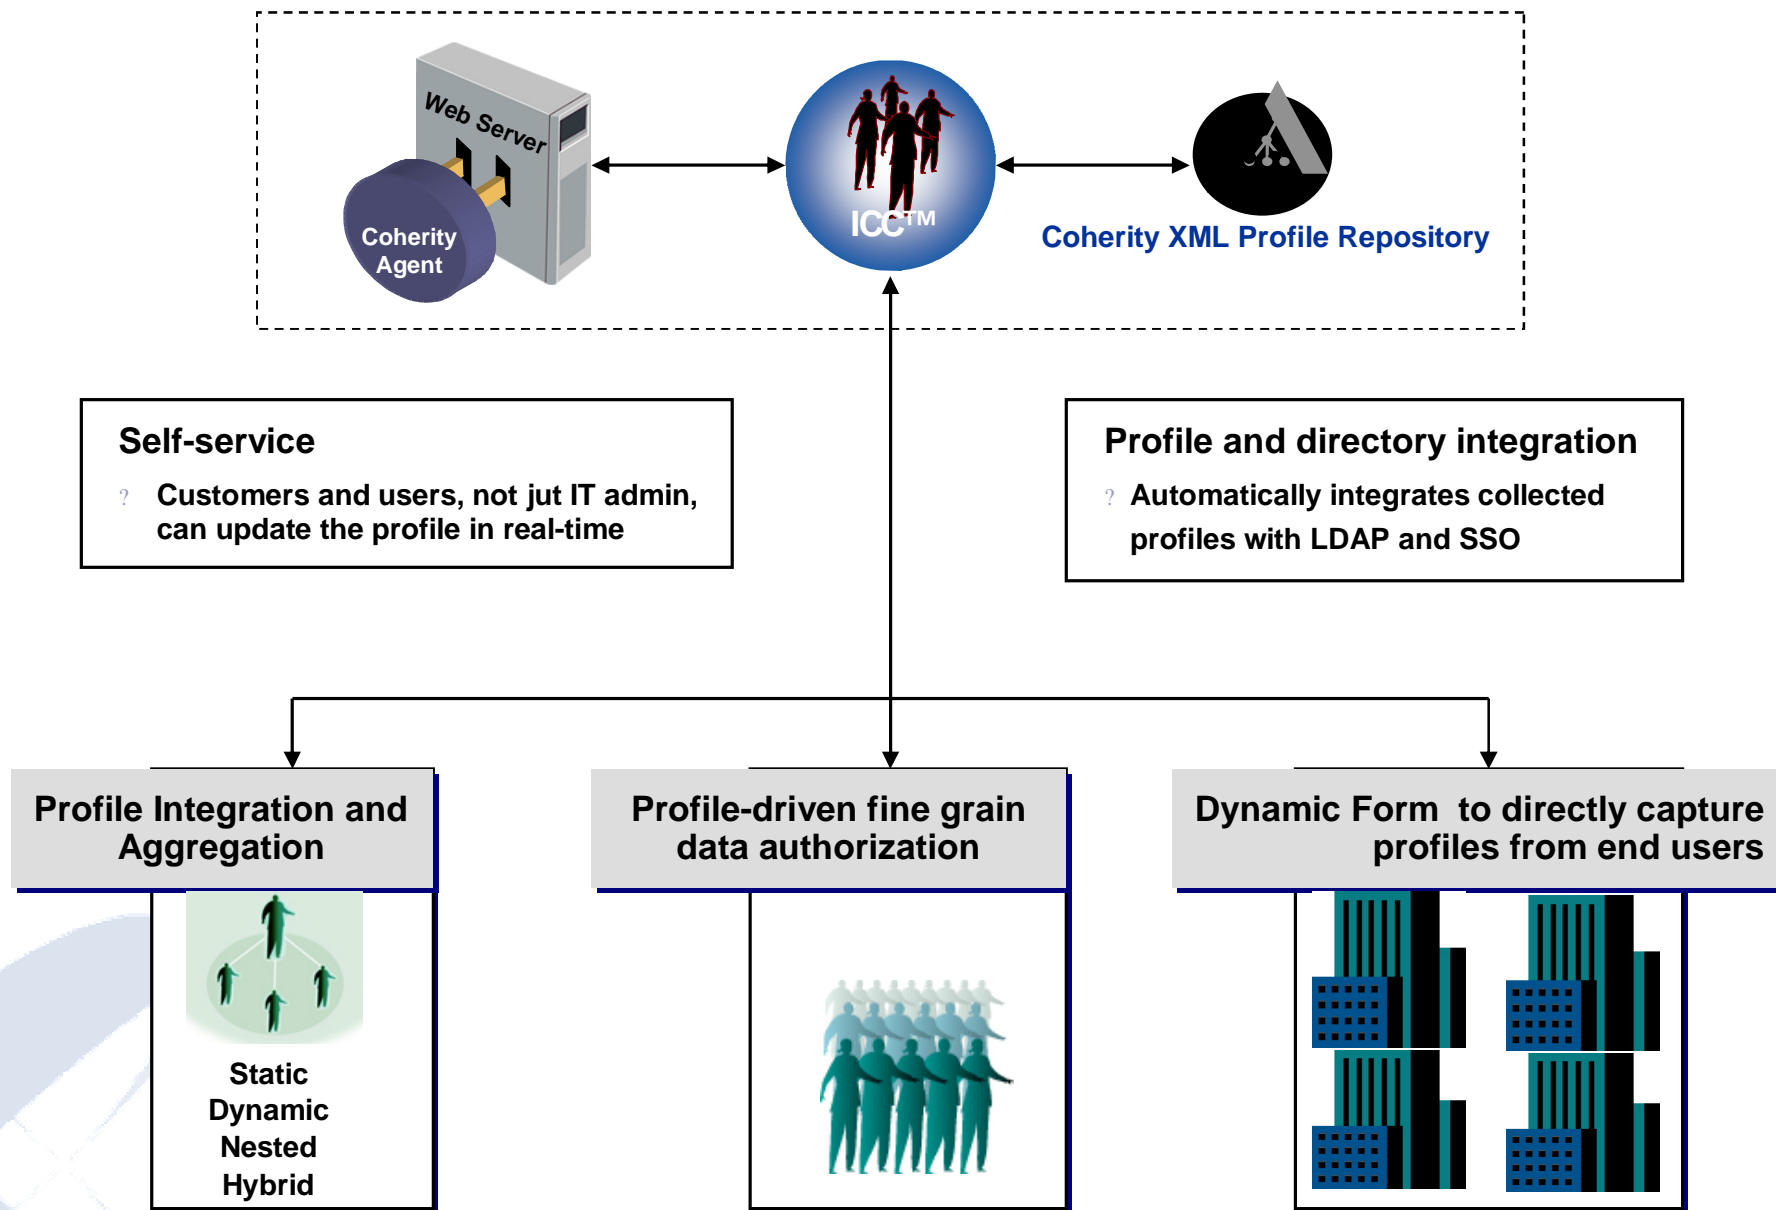 Web Server
Coherity
Agent
ICC™
Coherity XML Profile Repository
Self-service
? Customers and users, not jut IT admin,
can update the profile in real-time
Profile and directory integration
? Automatically integrates collected
profiles with LDAP and SSO
Profile Integration and
Aggregation
Static
Dynamic
Nested
Hybrid
Profile-driven fine grain
data authorization
Dynamic Form to directly capture
profiles from end users